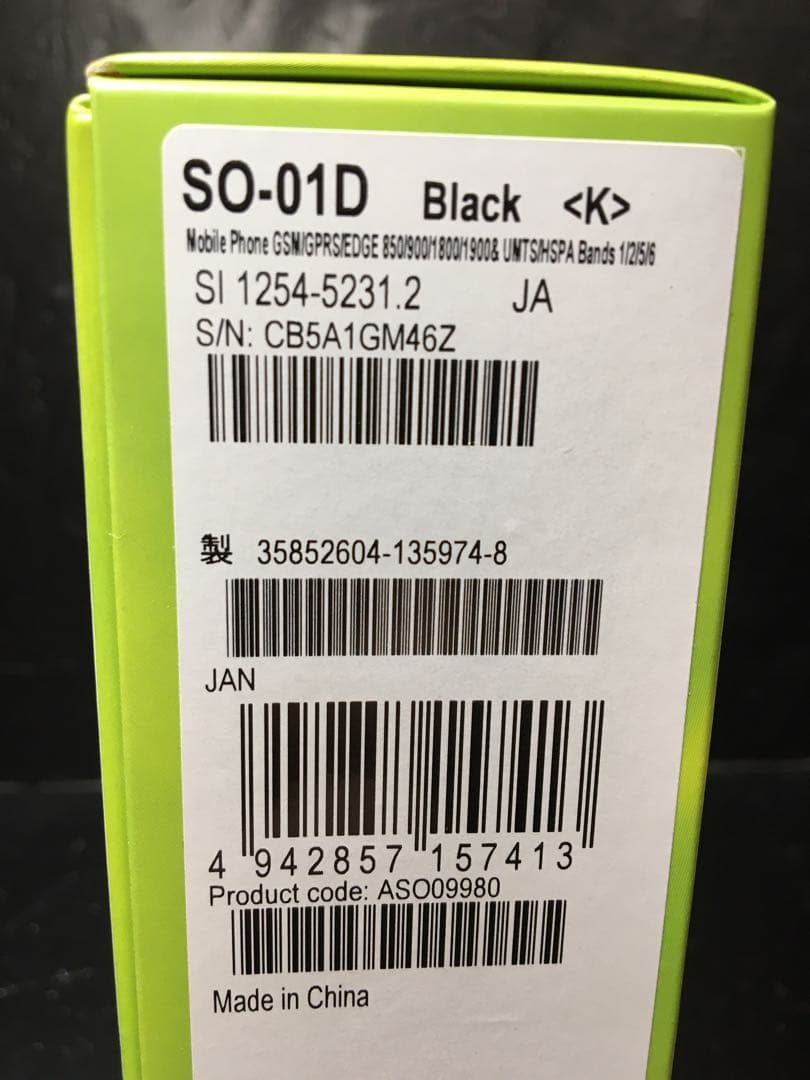 SO-01D Black <K>
Mobile Phone GSM/GPRS/EDGE 850/900/1800/1900& UMTS/HSPA Bands 1/2/5/6
SI 1254-5231.2 JA
S/N: CB5A1GM46Z
製 35852604-135974-8
JAN
4 942857 157413
Product code: ASO09980
Made in China